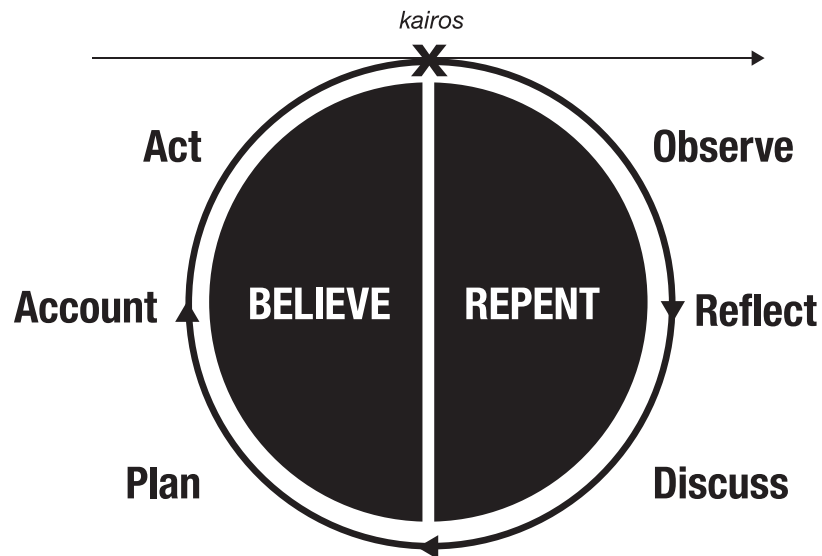 kairos
X
Act
Observe
BELIEVE
REPENT
Account
Reflect
Plan
Discuss